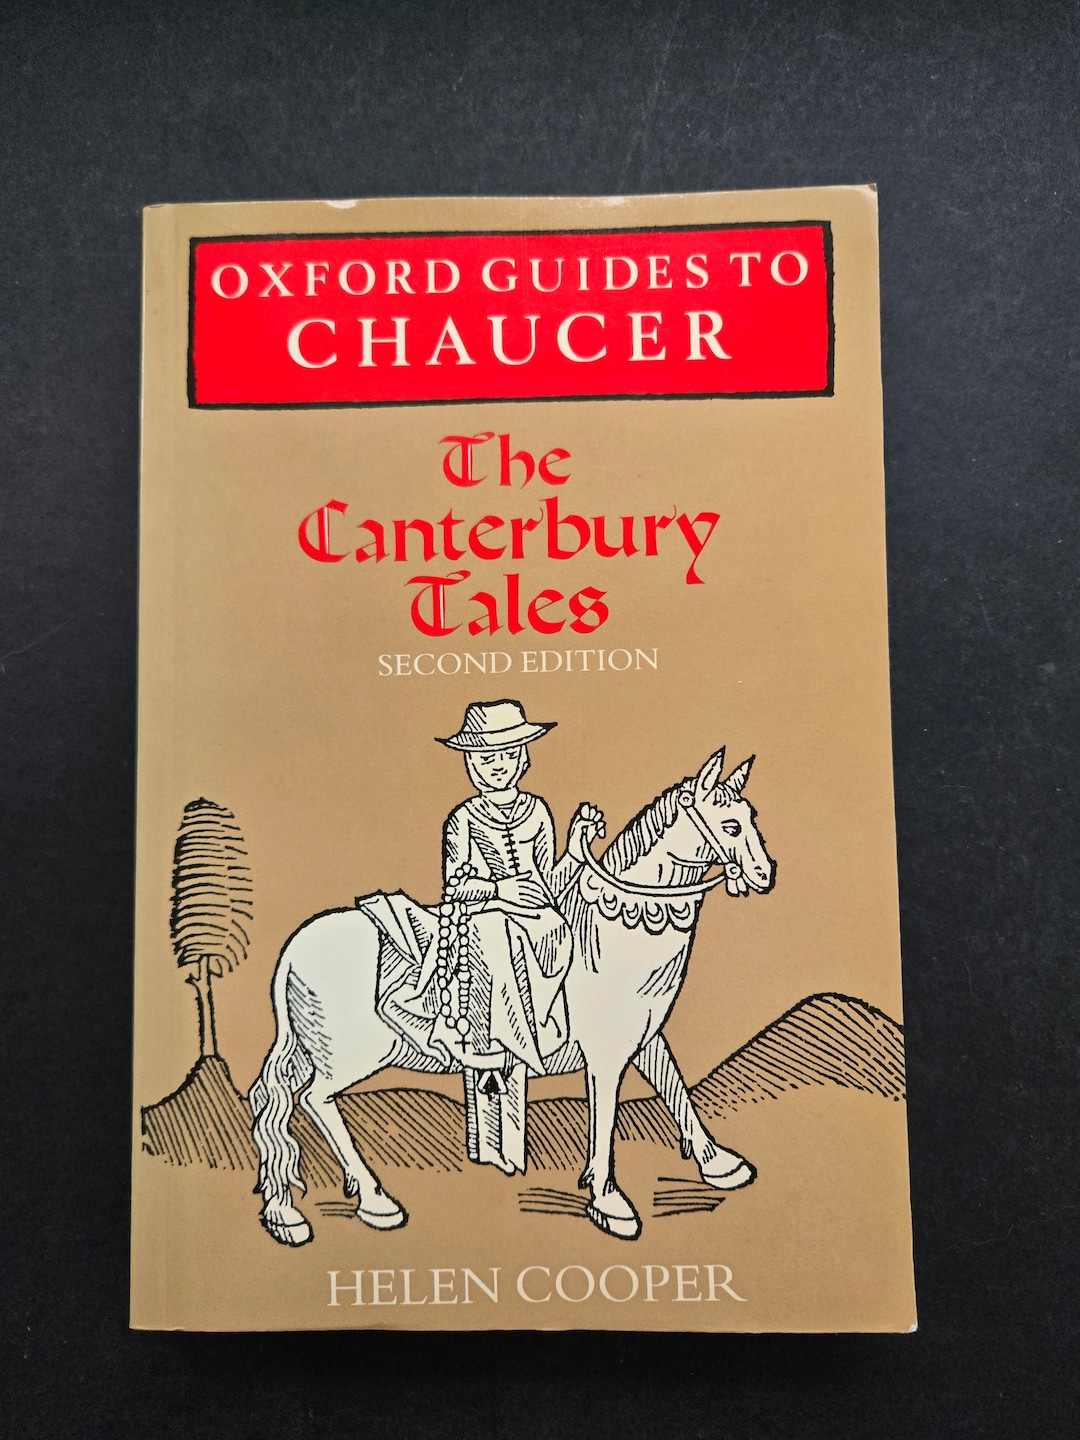 OXFORD GUIDES TO
CHAUCER
The
Canterbury
Tales
SECOND EDITION
HELEN COOPER